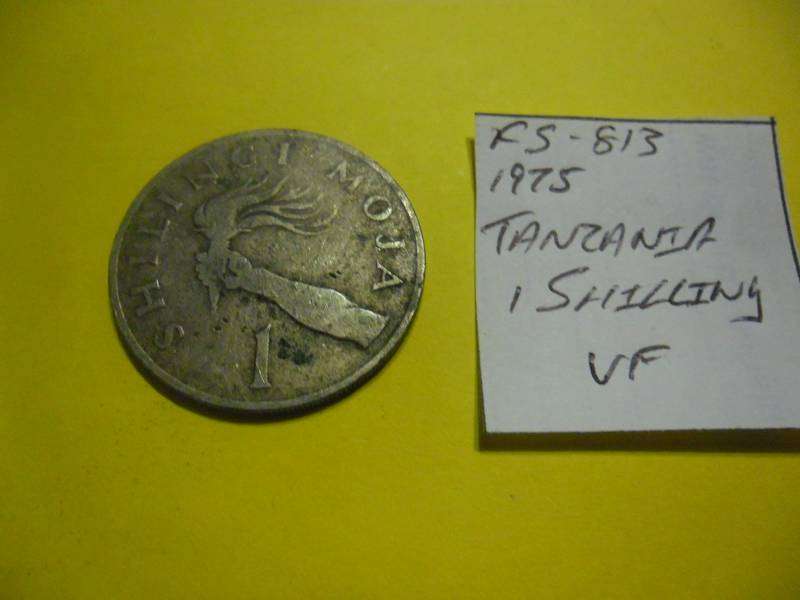 SHILINGI MOJA
1
FS-813
1975
TANZANIA
1 SHILLING
VF